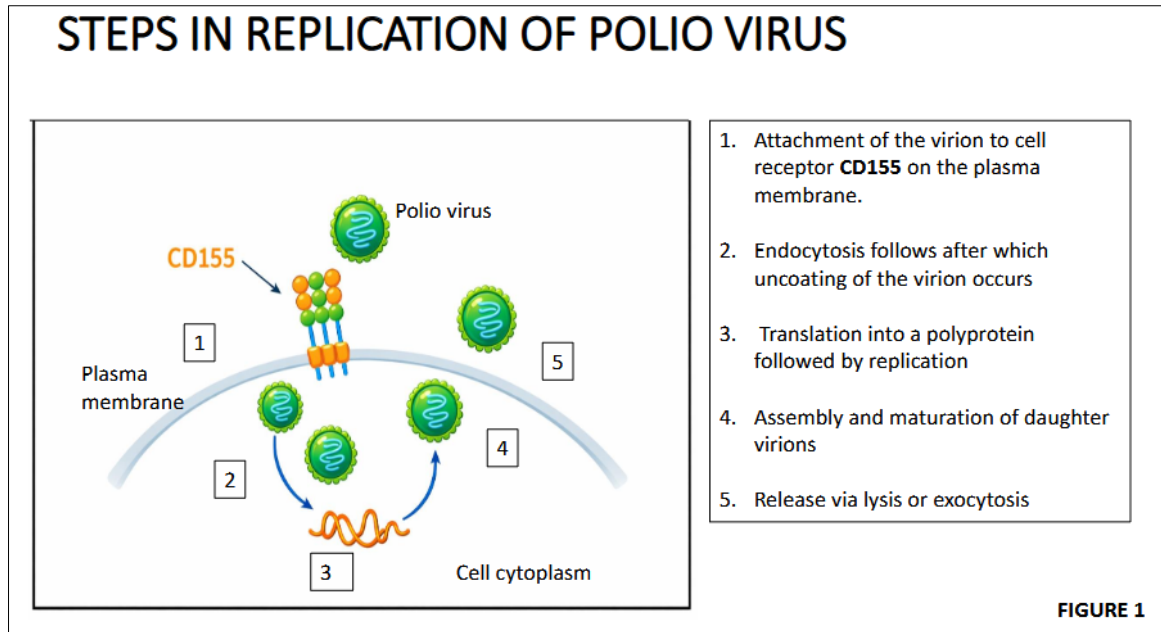 STEPS IN REPLICATION OF POLIO VIRUS
Polio virus
CD155
1
5
Plasma
membrane
4
2
3
Cell cytoplasm
1. Attachment of the virion to cell
receptor CD155 on the plasma
membrane.
2. Endocytosis follows after which
uncoating of the virion occurs
3. Translation into a polyprotein
followed by replication
4. Assembly and maturation of daughter
virions
5. Release via lysis or exocytosis
FIGURE 1